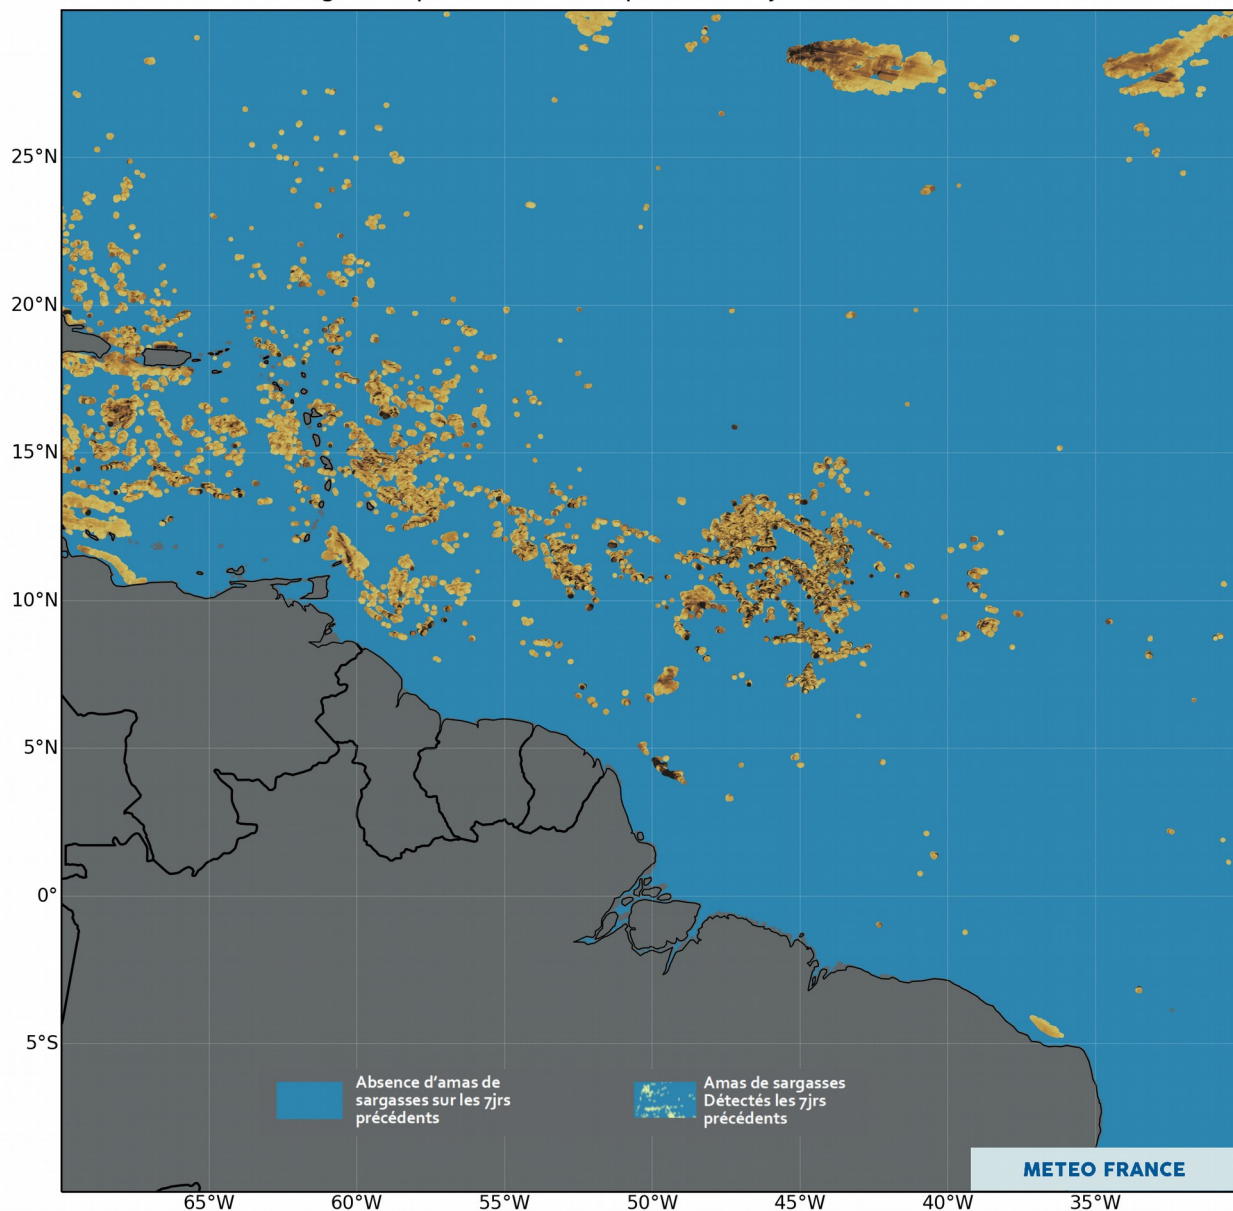 25°N
20°N
15°N
10°N
5°N
0°
5°S
Absence d'amas de
sargasses sur les 7jrs
précédents
Amas de sargasses
Détectés les 7jrs
précédents
METEO FRANCE
65°W
60°W
55°W
50°W
45°W
40°W
35°W